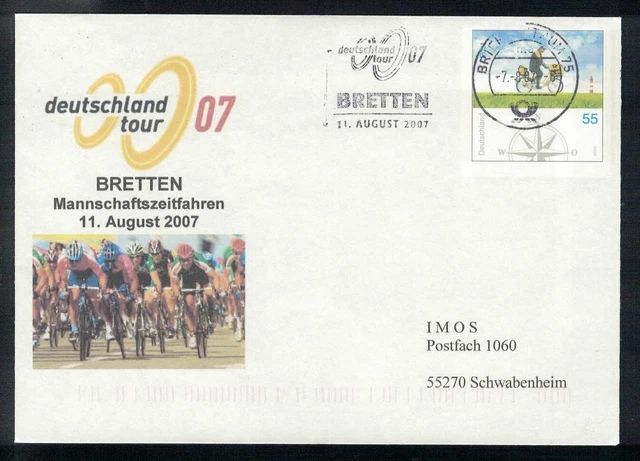 deutschland
tour 07
BRETTEN
Mannschaftszeitfahren
11. August 2007
deutschland
tour 07
BRETTEN
11. AUGUST 2007
75
Deutschland
55
W O
I M O S
Postfach 1060
55270 Schwabenheim